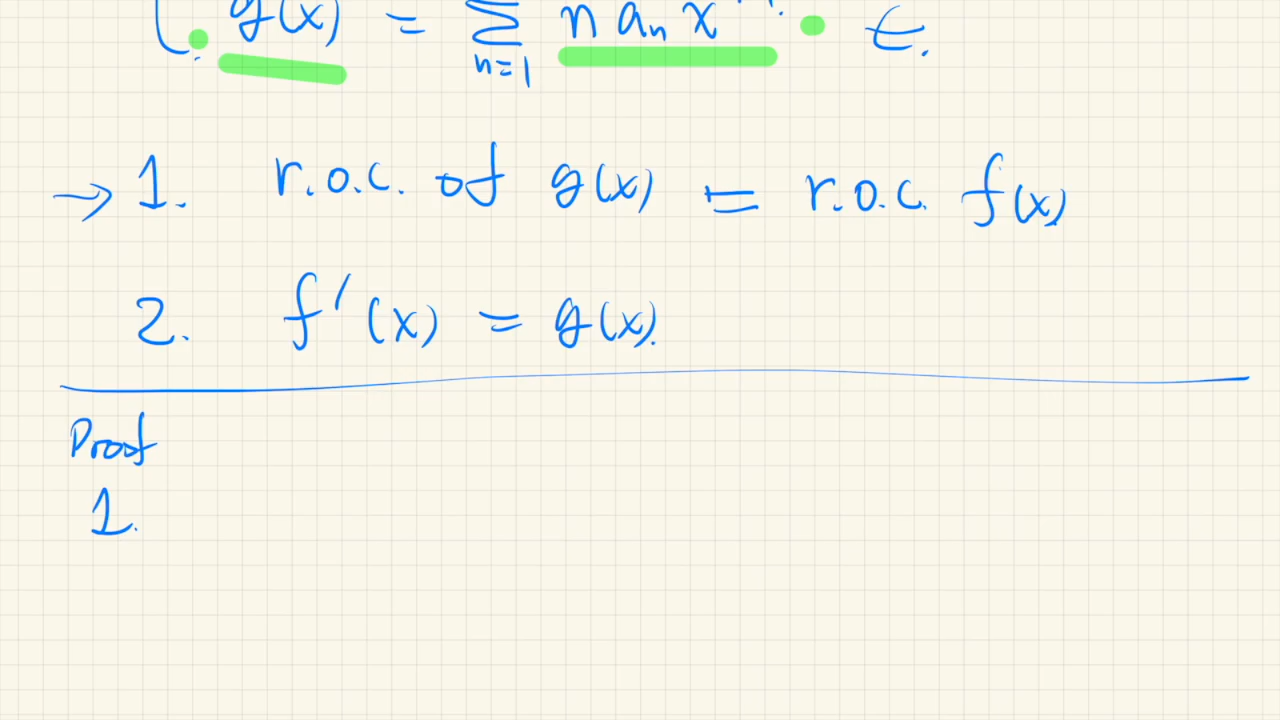 g(x) = ∑ n aₙ x
n=1
→ 1. r.o.c. of g(x) = r.o.c. f(x)
2. f'(x) = g(x).
Proof
1.